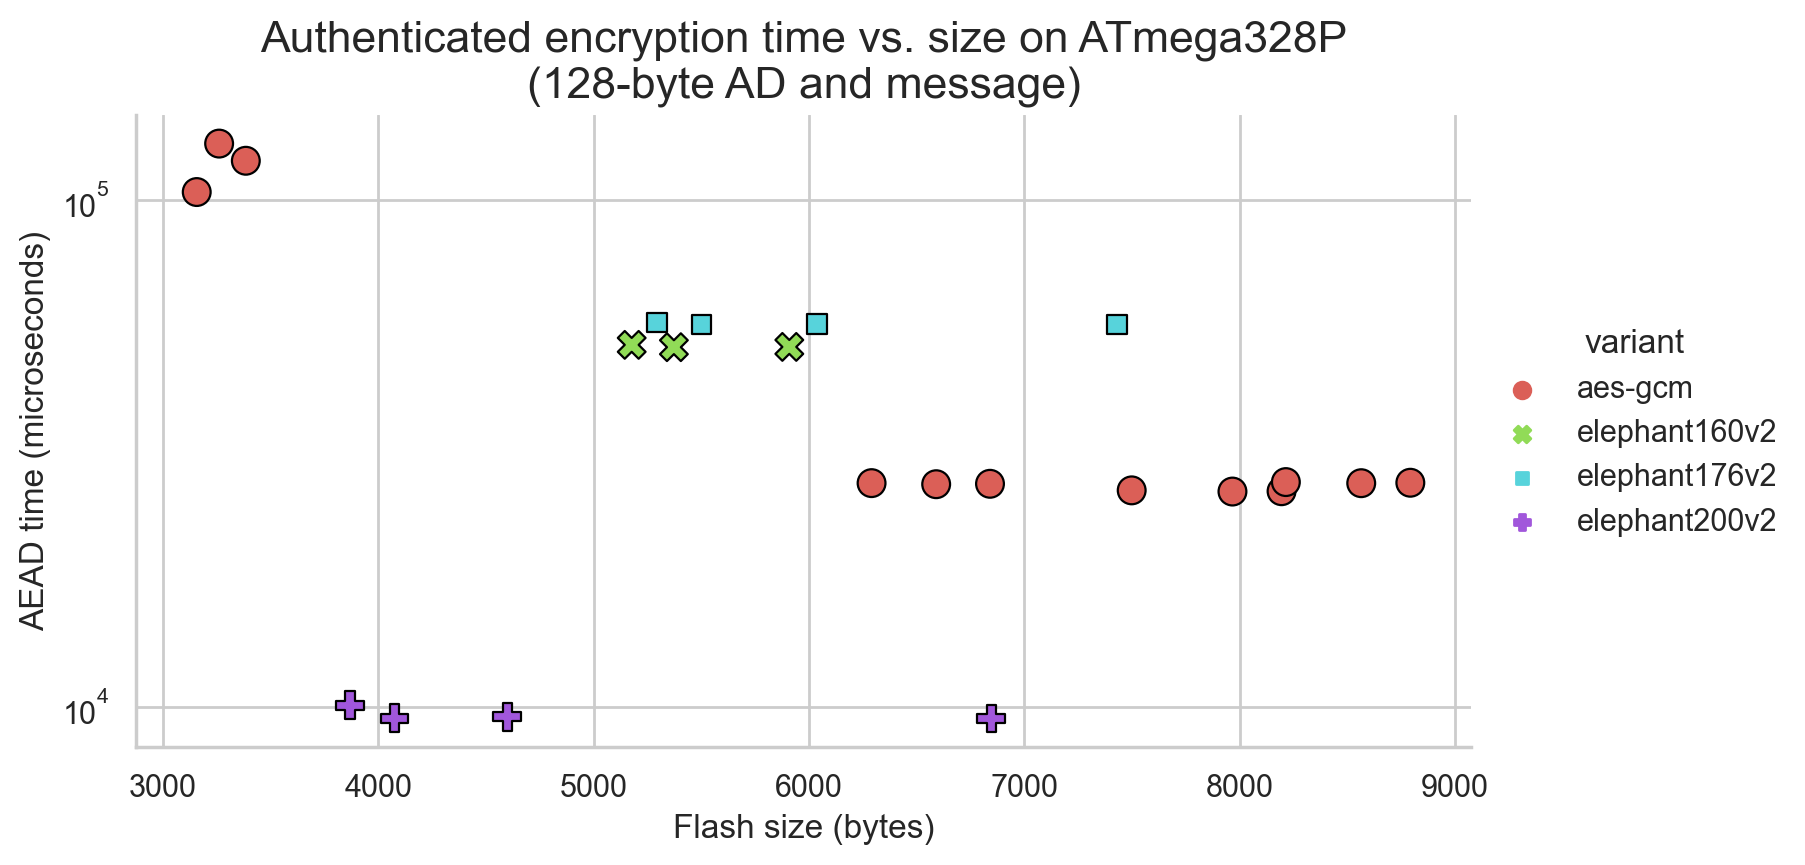 Authenticated encryption time vs. size on ATmega328P
(128-byte AD and message)
10^5
10^4
AEAD time (microseconds)
3000 4000 5000 6000 7000 8000 9000
Flash size (bytes)
variant
aes-gcm
elephant160v2
elephant176v2
elephant200v2